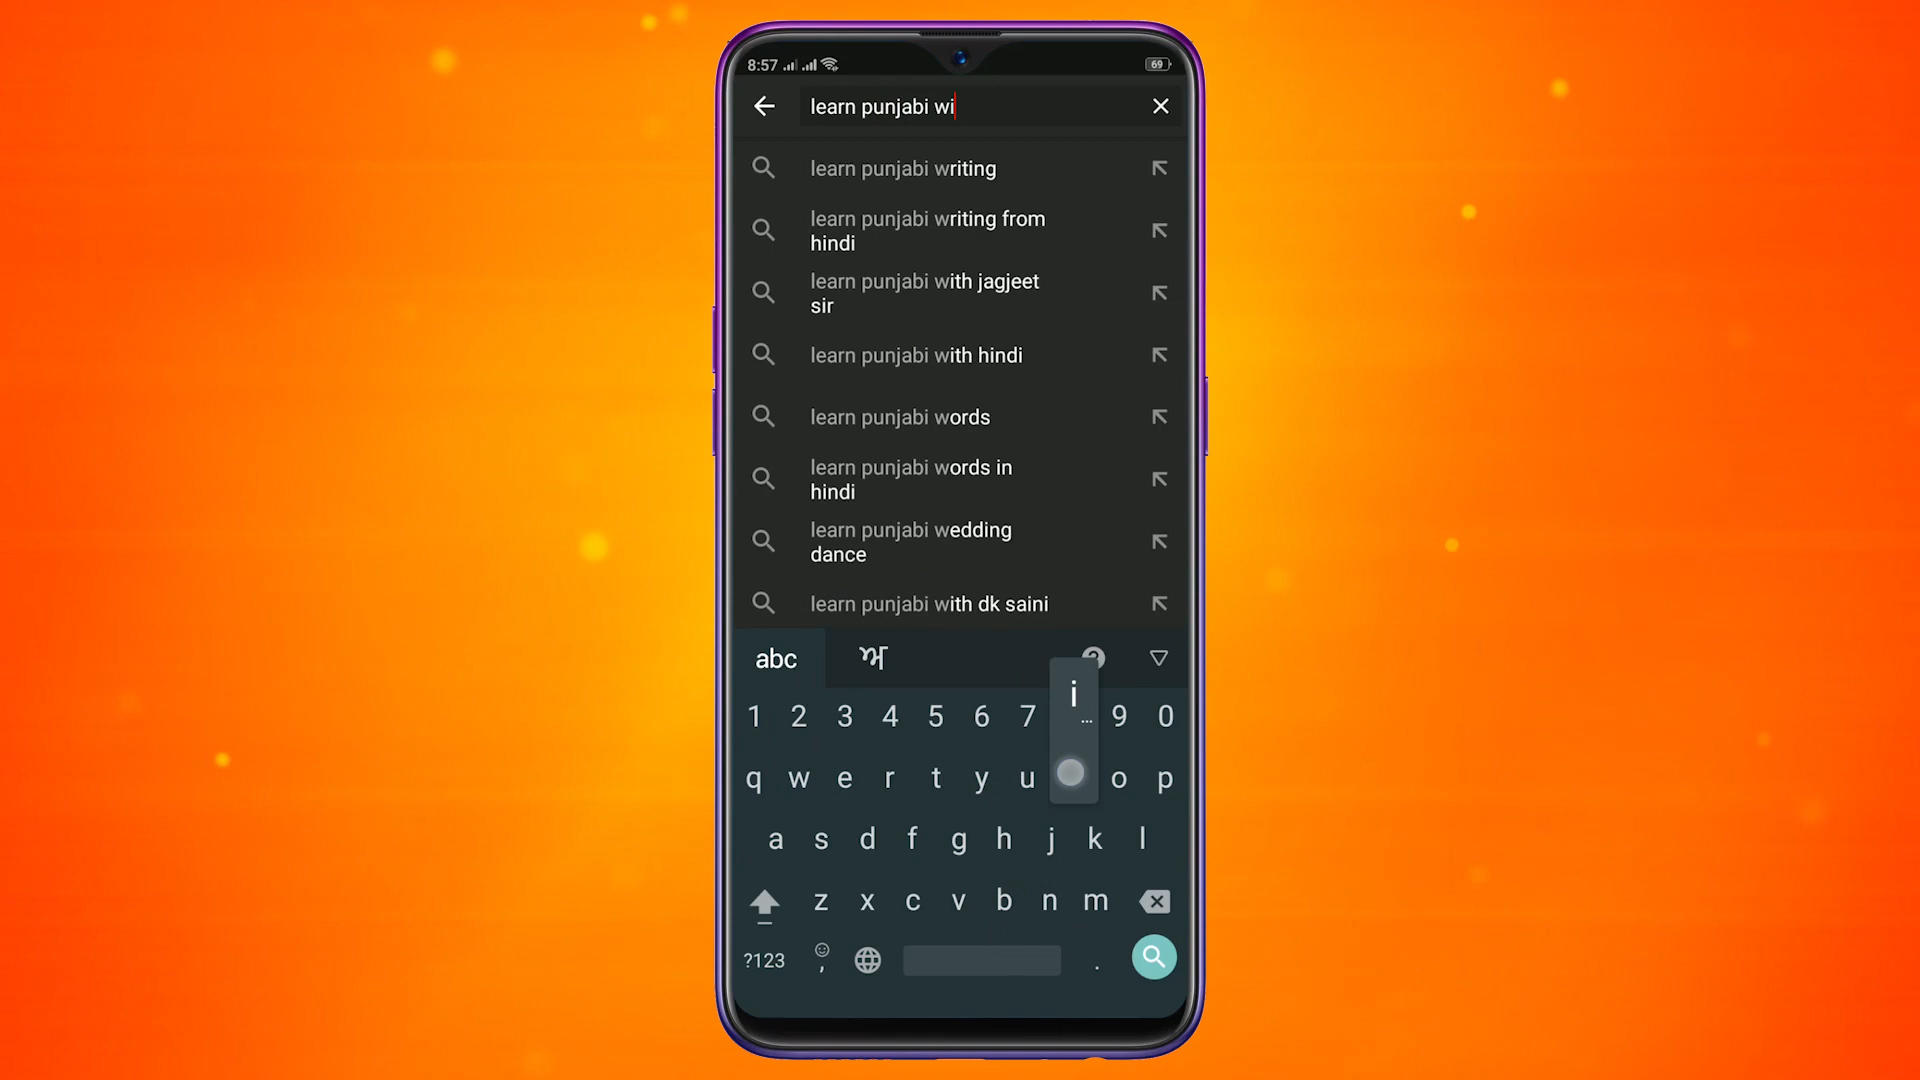 8:57
69
learn punjabi wi
learn punjabi writing
learn punjabi writing from
hindi
learn punjabi with jagjeet
sir
learn punjabi with hindi
learn punjabi words
learn punjabi words in
hindi
learn punjabi wedding
dance
learn punjabi with dk saini
abc ਅ
i
...
1 2 3 4 5 6 7 9 0
q w e r t y u o p
a s d f g h j k l
z x c v b n m
?123 , .